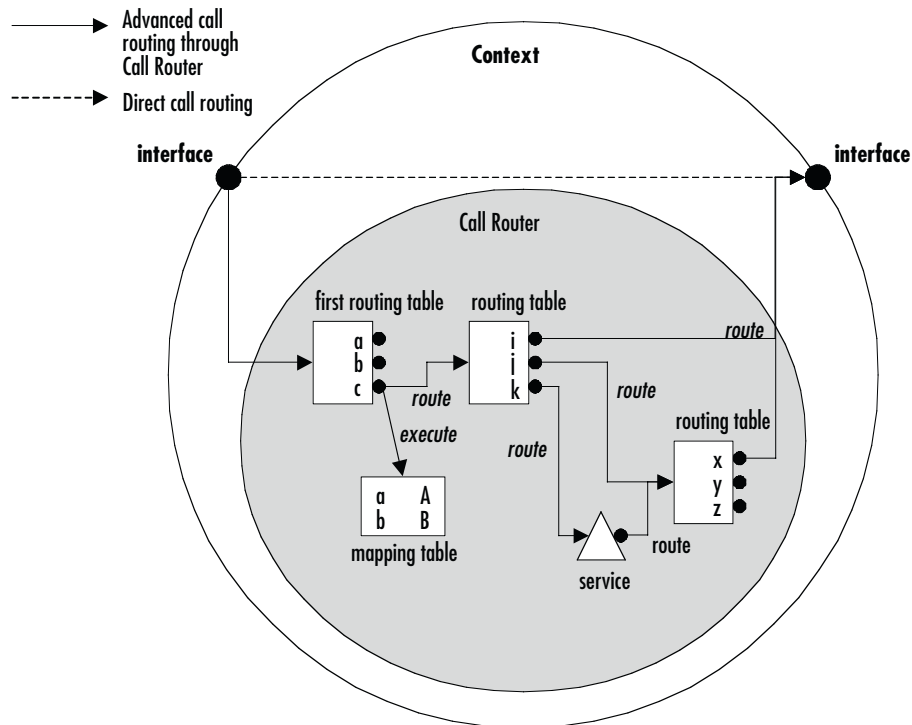 Advanced call
routing through
Call Router
Direct call routing
Context
interface
interface
Call Router
first routing table
routing table
a
b
c
i
j
k
route
route
route
execute
route
routing table
x
y
z
a A
b B
mapping table
route
service